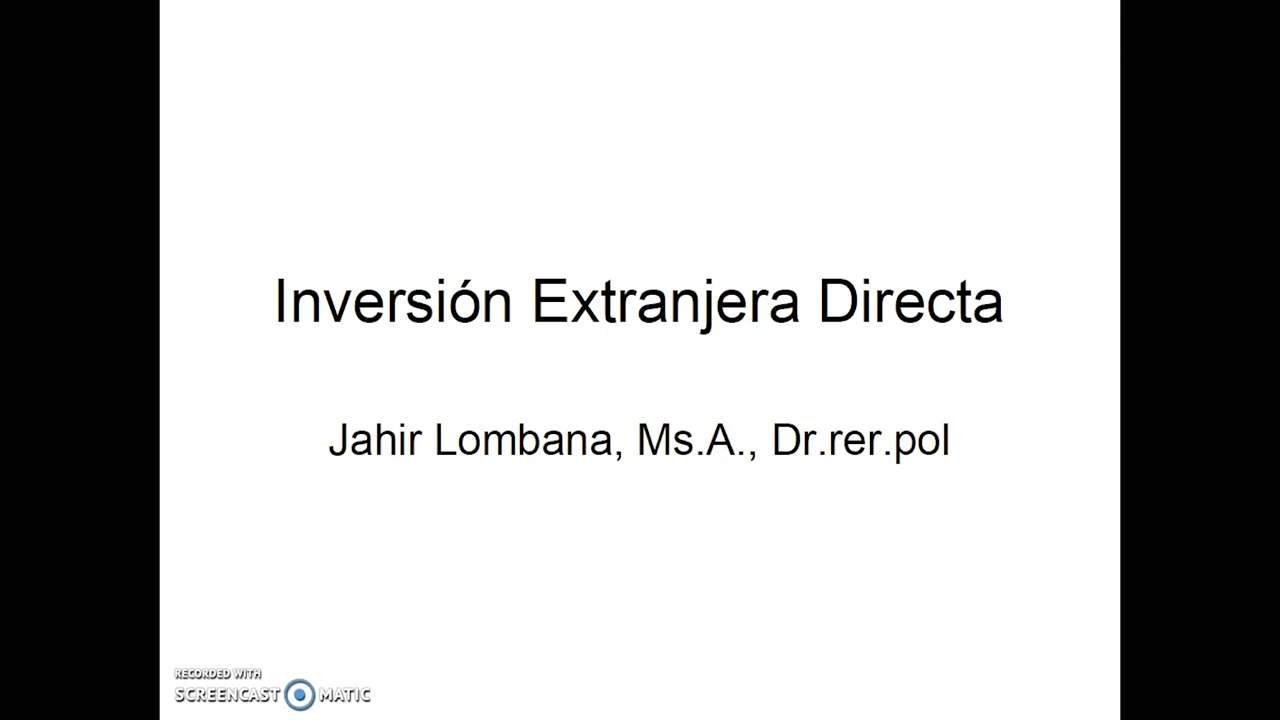 Inversión Extranjera Directa
Jahir Lombana, Ms.A., Dr.rer.pol
RECORDED WITH
SCREENCAST MATIC